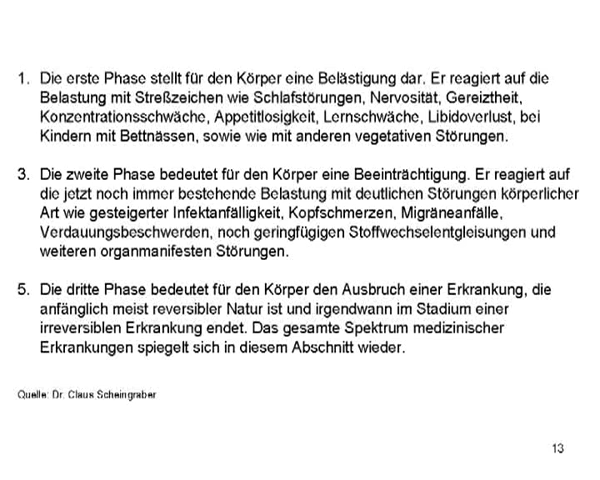 1. Die erste Phase stellt für den Körper eine Belästigung dar. Er reagiert auf die
Belastung mit Streßzeichen wie Schlafstörungen, Nervosität, Gereiztheit,
Konzentrationsschwäche, Appetitlosigkeit, Lernschwäche, Libidoverlust, bei
Kindern mit Bettnässen, sowie wie mit anderen vegetativen Störungen.
3. Die zweite Phase bedeutet für den Körper eine Beeinträchtigung. Er reagiert auf
die jetzt noch immer bestehende Belastung mit deutlichen Störungen körperlicher
Art wie gesteigerter Infektanfälligkeit, Kopfschmerzen, Migräneanfälle,
Verdauungsbeschwerden, noch geringfügigen Stoffwechselentgleisungen und
weiteren organmanifesten Störungen.
5. Die dritte Phase bedeutet für den Körper den Ausbruch einer Erkrankung, die
anfänglich meist reversibler Natur ist und irgendwann im Stadium einer
irreversiblen Erkrankung endet. Das gesamte Spektrum medizinischer
Erkrankungen spiegelt sich in diesem Abschnitt wieder.
Quelle: Dr. Claus Scheingraber
13